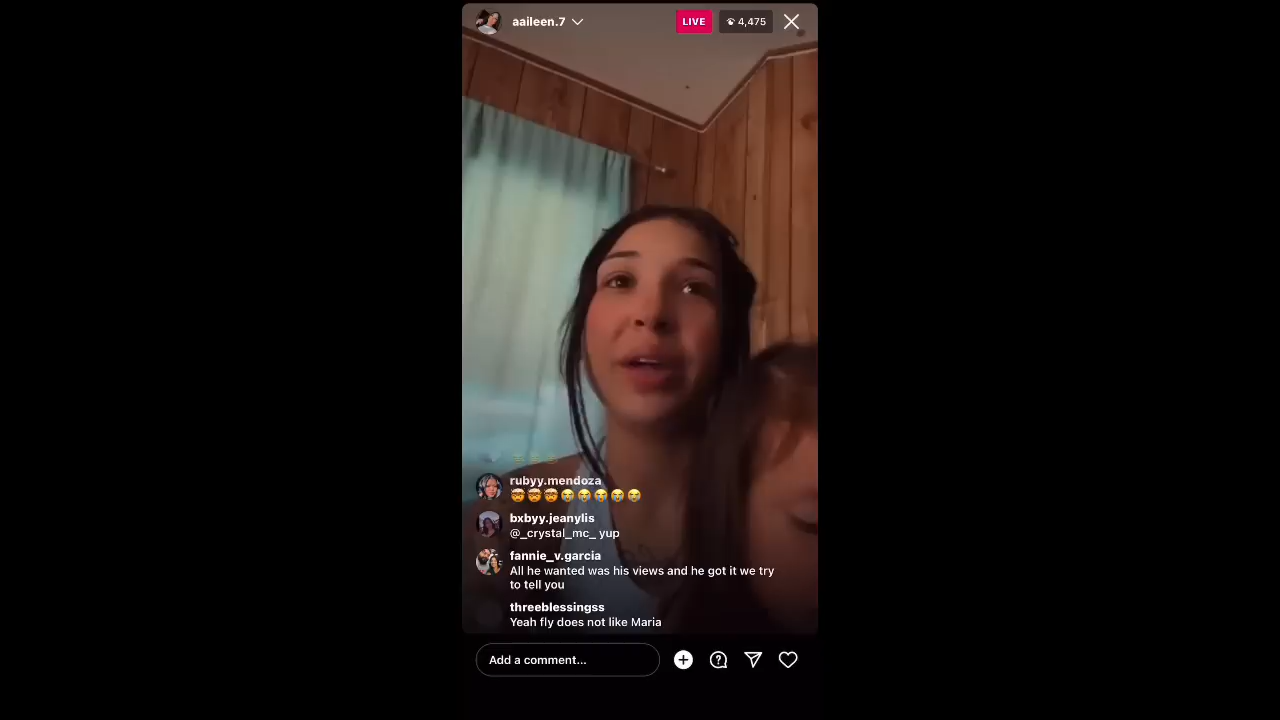 aaileen.7
LIVE
4,475
rubyy.mendoza
🤯🤯🤯😭😭😭😭😭
bxbyy.jeanylis
@_crystal_mc_ yup
fannie_v.garcia
All he wanted was his views and he got it we try
to tell you
threeblessingss
Yeah fly does not like Maria
Add a comment...